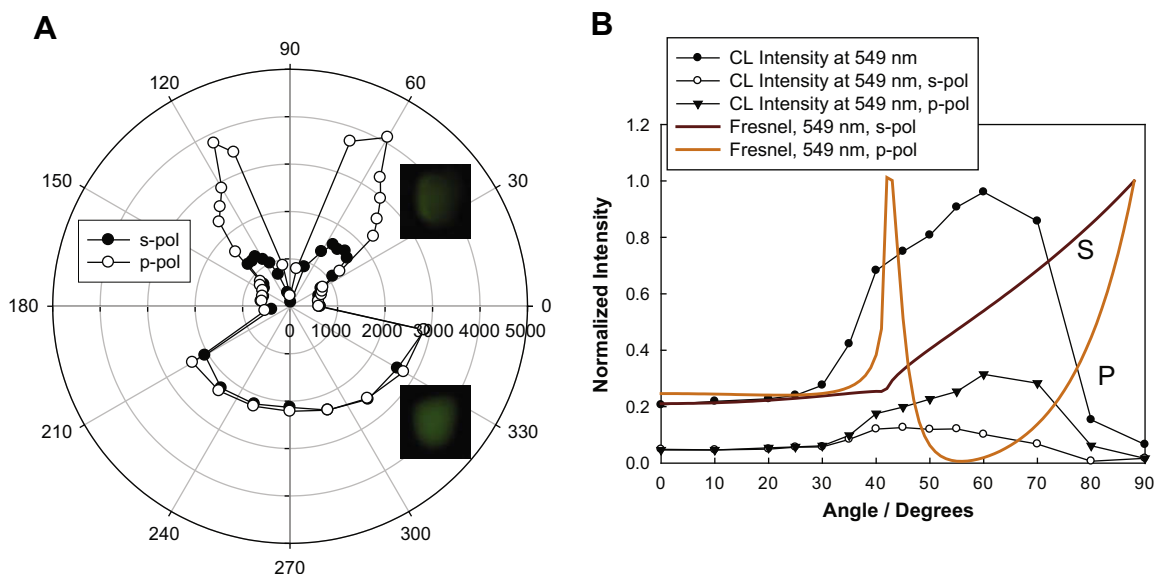 A
90
120
60
150
30
s-pol
p-pol
180
0
0 1000 2000 3000 4000 5000
210
330
240
300
270
B
CL Intensity at 549 nm
CL Intensity at 549 nm, s-pol
CL Intensity at 549 nm, p-pol
Fresnel, 549 nm, s-pol
Fresnel, 549 nm, p-pol
1.2
1.0
0.8
0.6
0.4
0.2
0.0
Normalized Intensity
S
P
0 10 20 30 40 50 60 70 80 90
Angle / Degrees